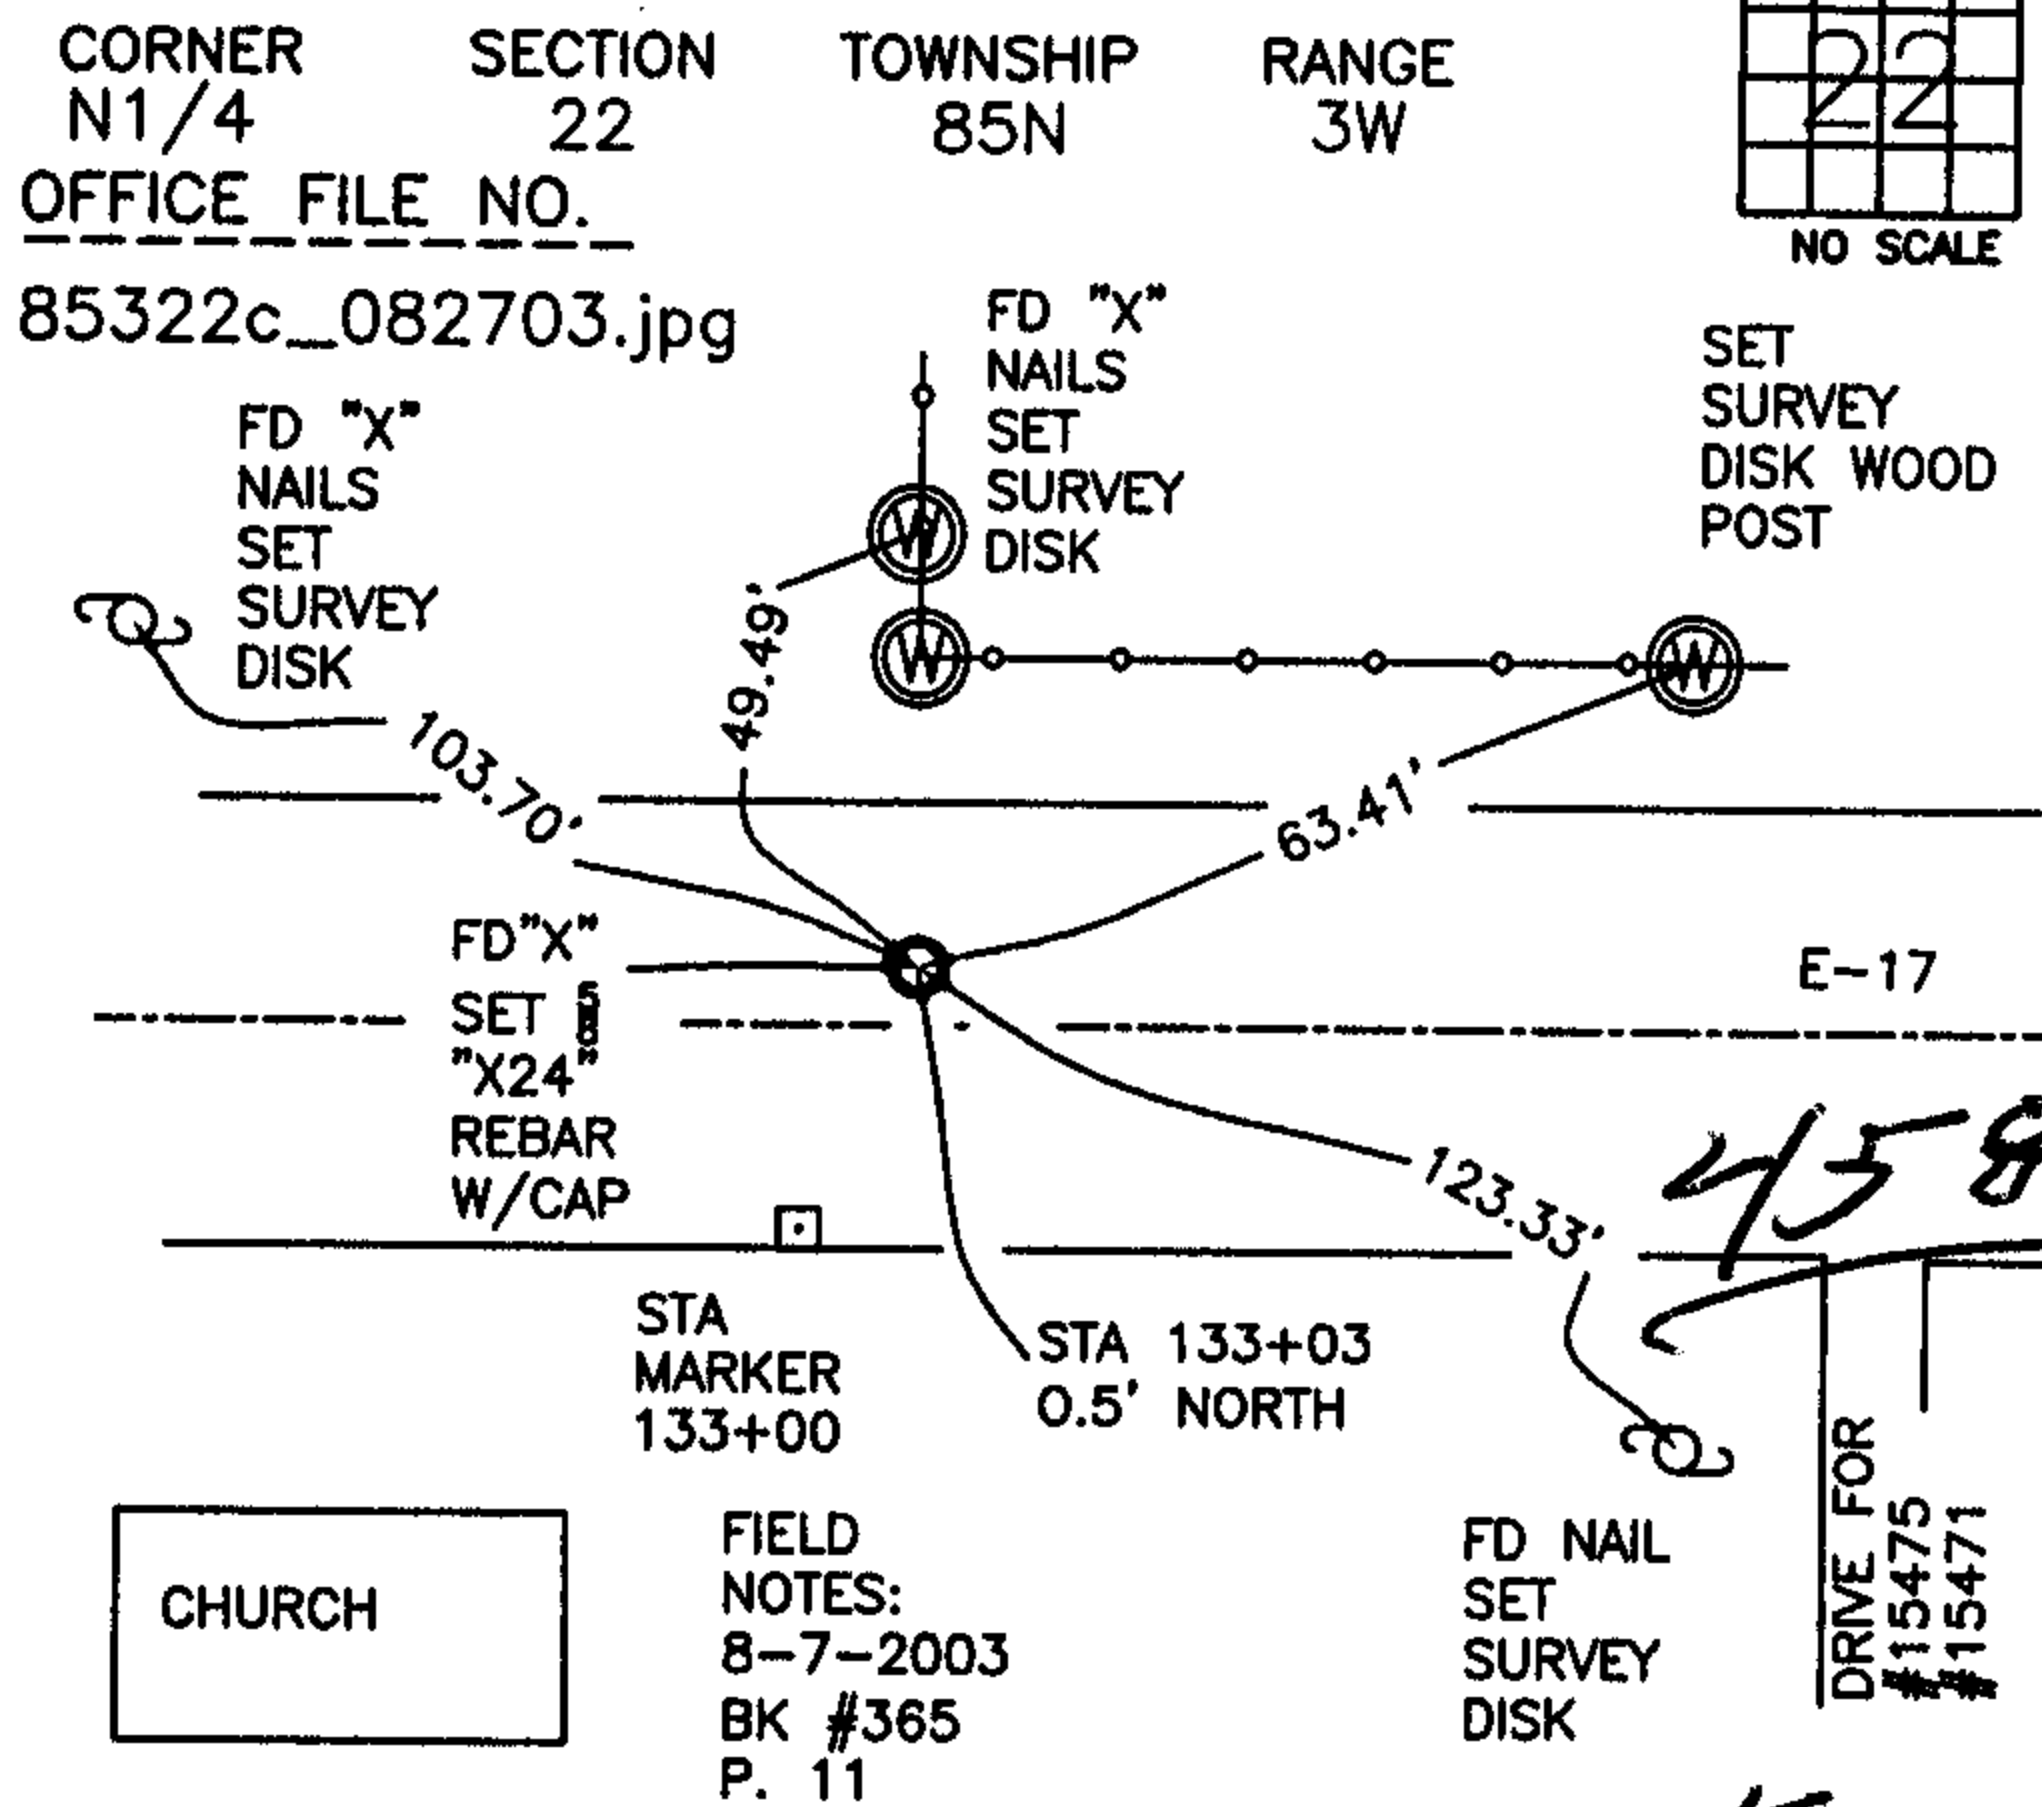 CORNER SECTION TOWNSHIP RANGE
N1/4 22 85N 3W
22
NO SCALE
OFFICE FILE NO.
85322c_082703.jpg
FD "X"
NAILS
SET
SURVEY
DISK
FD "X"
NAILS
SET
SURVEY
DISK
SET
SURVEY
DISK WOOD
POST
W
W
W
103.70'
49.49'
63.41'
FD"X"
SET 5/8
"X24"
REBAR
W/CAP
E-17
123.33'
STA
MARKER
133+00
STA 133+03
0.5' NORTH
CHURCH
FIELD
NOTES:
8-7-2003
BK #365
P. 11
FD NAIL
SET
SURVEY
DISK
DRIVE FOR
#15475
#15471